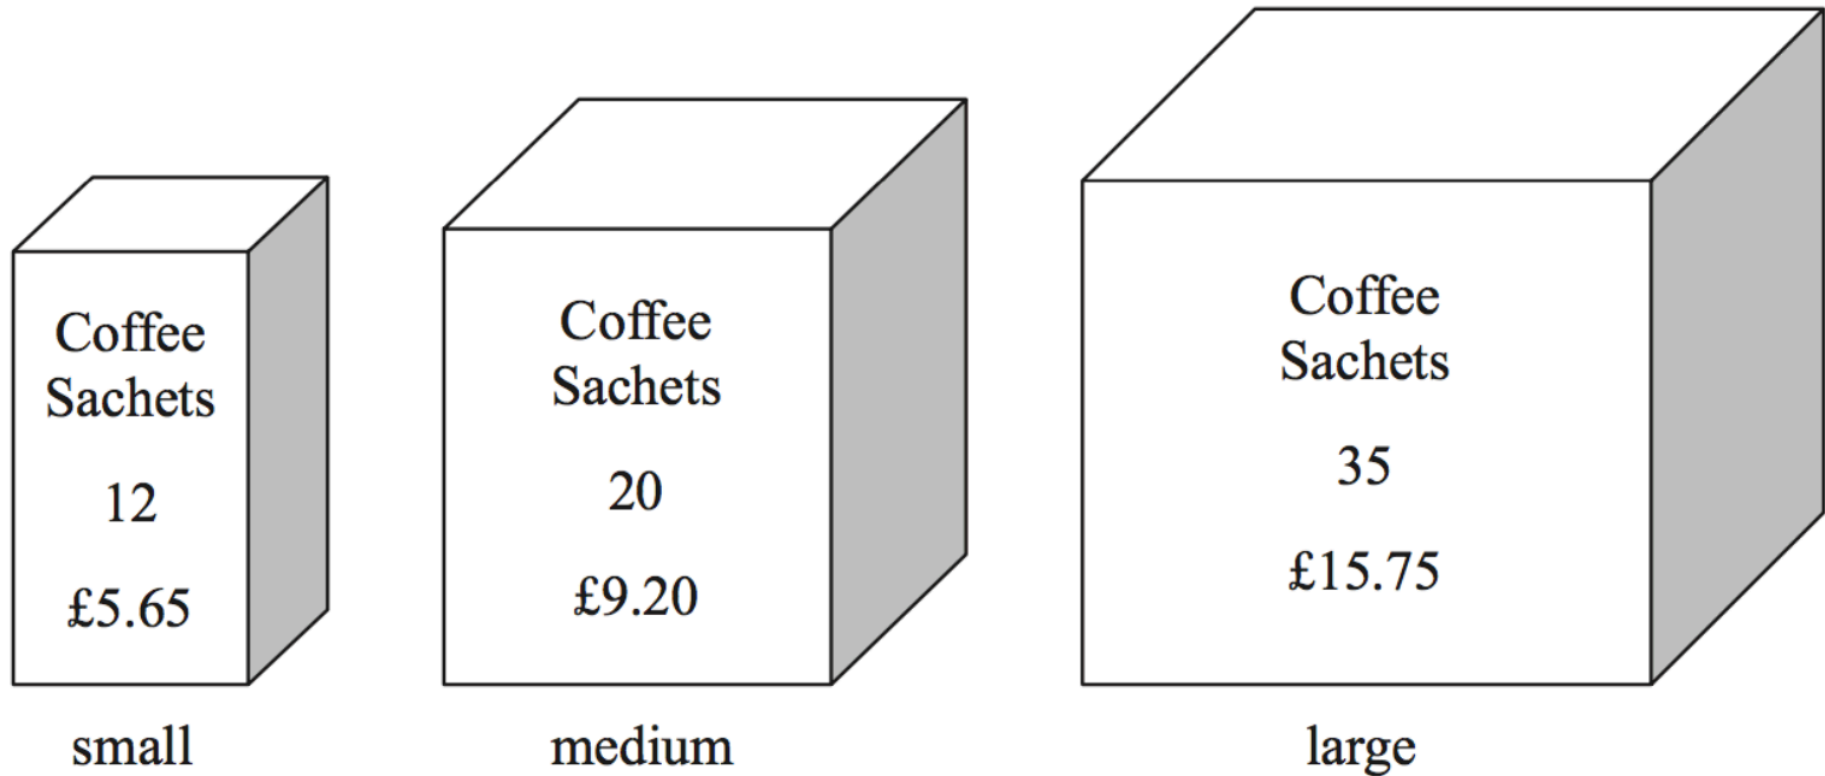 Coffee
Sachets
12
£5.65
small
Coffee
Sachets
20
£9.20
medium
Coffee
Sachets
35
£15.75
large